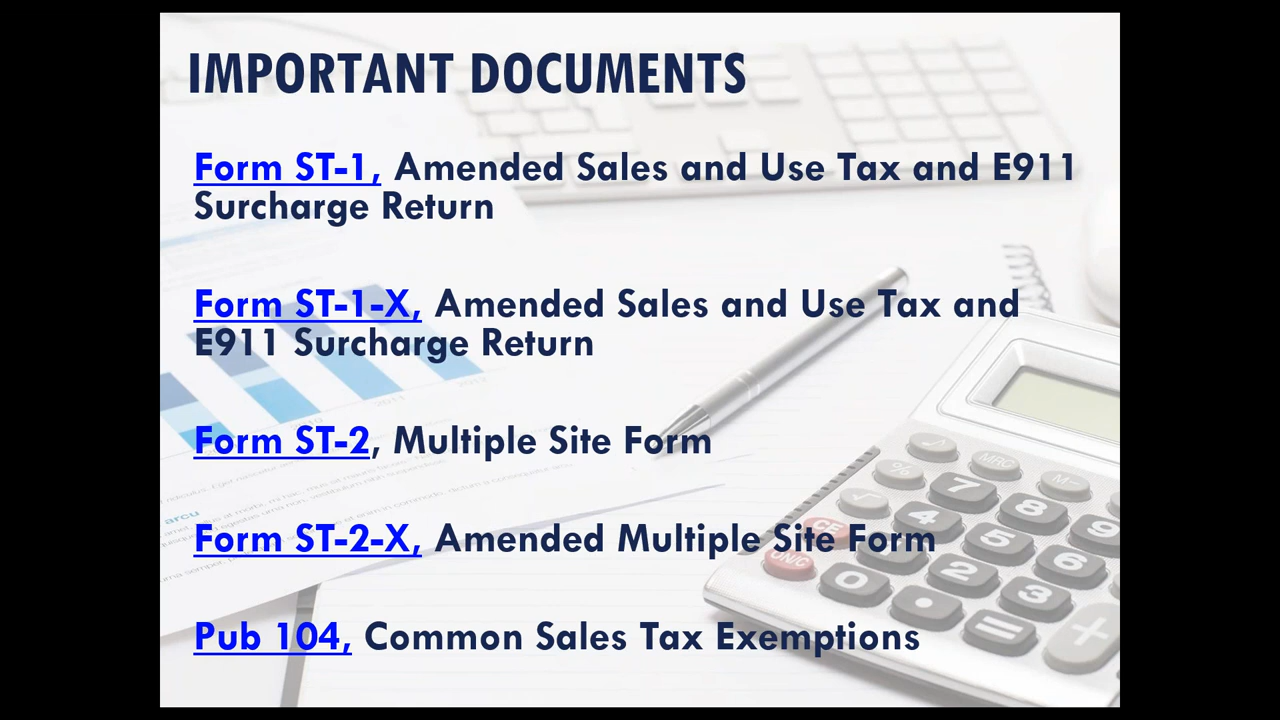 IMPORTANT DOCUMENTS
Form ST-1, Amended Sales and Use Tax and E911
Surcharge Return
Form ST-1-X, Amended Sales and Use Tax and
E911 Surcharge Return
Form ST-2, Multiple Site Form
Form ST-2-X, Amended Multiple Site Form
Pub 104, Common Sales Tax Exemptions